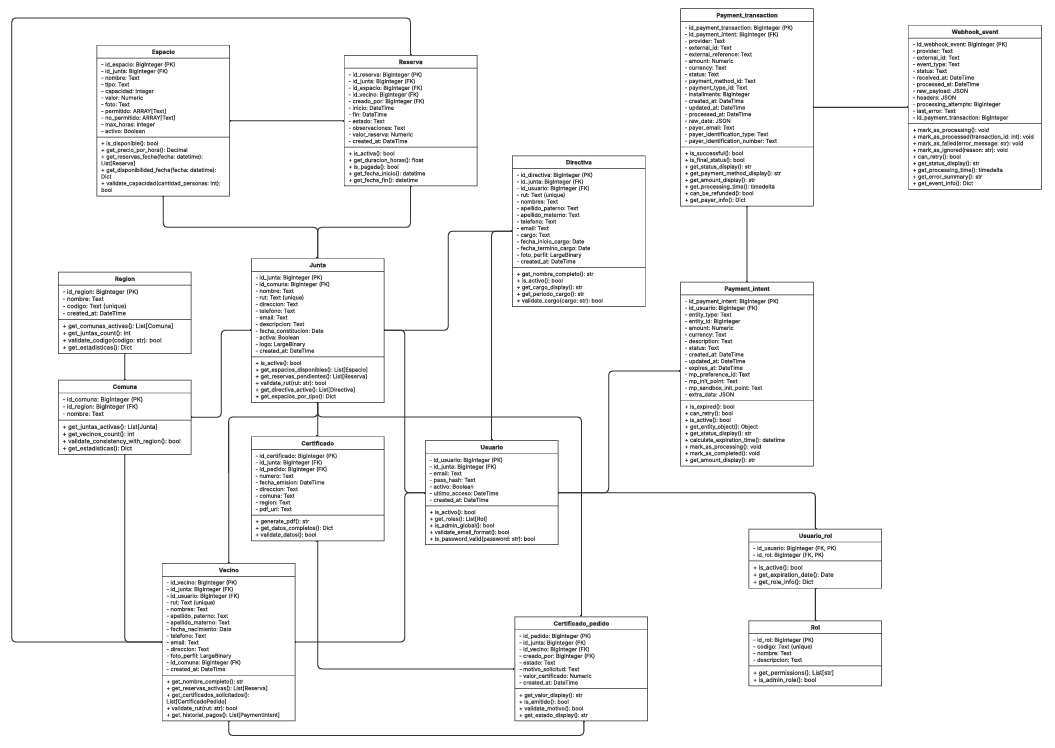 Espacio
- id_espacio: BigInteger (PK)
- id_junta: BigInteger (FK)
- nombre: Text
- tipo: Text
- capacidad: Integer
- valor: Numeric
- foto: Text
- permitido: ARRAY[Text]
- no_permitido: ARRAY[Text]
- max_horas: Integer
- activo: Boolean
+ is_disponible(): bool
+ get_precio_por_hora(): Decimal
+ get_reservas_fecha(fecha: datetime):
List[Reserva]
+ get_disponibilidad_fecha(fecha: datetime):
Dict
+ validate_capacidad(cantidad_personas: int):
bool
Reserva
- id_reserva: BigInteger (PK)
- id_junta: BigInteger (FK)
- id_espacio: BigInteger (FK)
- id_vecino: BigInteger (FK)
- creado_por: BigInteger (FK)
- inicio: DateTime
- fin: DateTime
- estado: Text
- observaciones: Text
- valor_reserva: Numeric
- created_at: DateTime
+ is_activa(): bool
+ get_duracion_horas(): float
+ is_pagada(): bool
+ get_fecha_inicio(): datetime
+ get_fecha_fin(): datetime
Payment_transaction
- id_payment_transaction: BigInteger (PK)
- id_payment_intent: BigInteger (FK)
- provider: Text
- external_id: Text
- external_reference: Text
- amount: Numeric
- currency: Text
- status: Text
- payment_method_id: Text
- payment_type_id: Text
- installments: BigInteger
- created_at: DateTime
- updated_at: DateTime
- processed_at: DateTime
- raw_data: JSON
- payer_email: Text
- payer_identification_type: Text
- payer_identification_number: Text
+ is_successful(): bool
+ is_final_status(): bool
+ get_status_display(): str
+ get_payment_method_display(): str
+ get_amount_display(): str
+ get_processing_time(): timedelta
+ can_be_refunded(): bool
+ get_payer_info(): Dict
Webhook_event
- id_webhook_event: BigInteger (PK)
- provider: Text
- external_id: Text
- event_type: Text
- status: Text
- received_at: DateTime
- processed_at: DateTime
- raw_payload: JSON
- headers: JSON
- processing_attempts: BigInteger
- last_error: Text
- id_payment_transaction: BigInteger
+ mark_as_processing(): void
+ mark_as_processed(transaction_id: int): void
+ mark_as_failed(error_message: str): void
+ mark_as_ignored(reason: str): void
+ can_retry(): bool
+ get_status_display(): str
+ get_processing_time(): timedelta
+ get_error_summary(): str
+ get_event_info(): Dict
Directiva
- id_directiva: BigInteger (PK)
- id_junta: BigInteger (FK)
- id_usuario: BigInteger (FK)
- rut: Text (unique)
- nombres: Text
- apellido_paterno: Text
- apellido_materno: Text
- telefono: Text
- email: Text
- cargo: Text
- fecha_inicio_cargo: Date
- fecha_termino_cargo: Date
- foto_perfil: LargeBinary
- created_at: DateTime
+ get_nombre_completo(): str
+ is_activo(): bool
+ get_cargo_display(): str
+ get_periodo_cargo(): str
+ validate_cargo(cargo: str): bool
Region
- id_region: BigInteger (PK)
- nombre: Text
- codigo: Text (unique)
- created_at: DateTime
+ get_comunas_activas(): List[Comuna]
+ get_juntas_count(): int
+ validate_codigo(codigo: str): bool
+ get_estadisticas(): Dict
Junta
- id_junta: BigInteger (PK)
- id_comuna: BigInteger (FK)
- nombre: Text
- rut: Text (unique)
- direccion: Text
- telefono: Text
- email: Text
- descripcion: Text
- fecha_constitucion: Date
- activa: Boolean
- logo: LargeBinary
- created_at: DateTime
+ is_activa(): bool
+ get_espacios_disponibles(): List[Espacio]
+ get_reservas_pendientes(): List[Reserva]
+ validate_rut(rut: str): bool
+ get_directiva_activa(): List[Directiva]
+ get_espacios_por_tipo(): Dict
Payment_intent
- id_payment_intent: BigInteger (PK)
- id_usuario: BigInteger (FK)
- entity_type: Text
- entity_id: BigInteger
- amount: Numeric
- currency: Text
- description: Text
- status: Text
- created_at: DateTime
- updated_at: DateTime
- expires_at: DateTime
- mp_preference_id: Text
- mp_init_point: Text
- mp_sandbox_init_point: Text
- extra_data: JSON
+ is_expired(): bool
+ can_retry(): bool
+ is_active(): bool
+ get_entity_object(): Object
+ get_status_display(): str
+ calculate_expiration_time(): datetime
+ mark_as_processing(): void
+ mark_as_completed(): void
+ get_amount_display(): str
Comuna
- id_comuna: BigInteger (PK)
- id_region: BigInteger (FK)
- nombre: Text
+ get_juntas_activas(): List[Junta]
+ get_vecinos_count(): int
+ validate_consistency_with_region(): bool
+ get_estadisticas(): Dict
Certificado
- id_certificado: BigInteger (PK)
- id_junta: BigInteger (FK)
- id_pedido: BigInteger (FK)
- numero: Text
- fecha_emision: DateTime
- direccion: Text
- comuna: Text
- region: Text
- pdf_url: Text
+ generate_pdf(): str
+ get_datos_completos(): Dict
+ validate_datos(): bool
Usuario
- id_usuario: BigInteger (PK)
- id_junta: BigInteger (FK)
- email: Text
- pass_hash: Text
- activo: Boolean
- ultimo_acceso: DateTime
- created_at: DateTime
+ is_activo(): bool
+ get_roles(): List[Rol]
+ is_admin_global(): bool
+ validate_email_format(): bool
+ is_password_valid(password: str): bool
Usuario_rol
- id_usuario: BigInteger (FK, PK)
- id_rol: BigInteger (FK, PK)
+ is_active(): bool
+ get_expiration_date(): Date
+ get_role_info(): Dict
Vecino
- id_vecino: BigInteger (PK)
- id_junta: BigInteger (FK)
- id_usuario: BigInteger (FK)
- rut: Text (unique)
- nombres: Text
- apellido_paterno: Text
- apellido_materno: Text
- fecha_nacimiento: Date
- telefono: Text
- email: Text
- direccion: Text
- foto_perfil: LargeBinary
- id_comuna: BigInteger (FK)
- created_at: DateTime
+ get_nombre_completo(): str
+ get_reservas_activas(): List[Reserva]
+ get_certificados_solicitados():
List[CertificadoPedido]
+ validate_rut(rut: str): bool
+ get_historial_pagos(): List[PaymentIntent]
Certificado_pedido
- id_pedido: BigInteger (PK)
- id_junta: BigInteger (FK)
- id_vecino: BigInteger (FK)
- creado_por: BigInteger (FK)
- estado: Text
- motivo_solicitud: Text
- valor_certificado: Numeric
- created_at: DateTime
+ get_valor_display(): str
+ is_emitido(): bool
+ validate_motivo(): bool
+ get_estado_display(): str
Rol
- id_rol: BigInteger (PK)
- codigo: Text (unique)
- nombre: Text
- descripcion: Text
+ get_permissions(): List[str]
+ is_admin_role(): bool